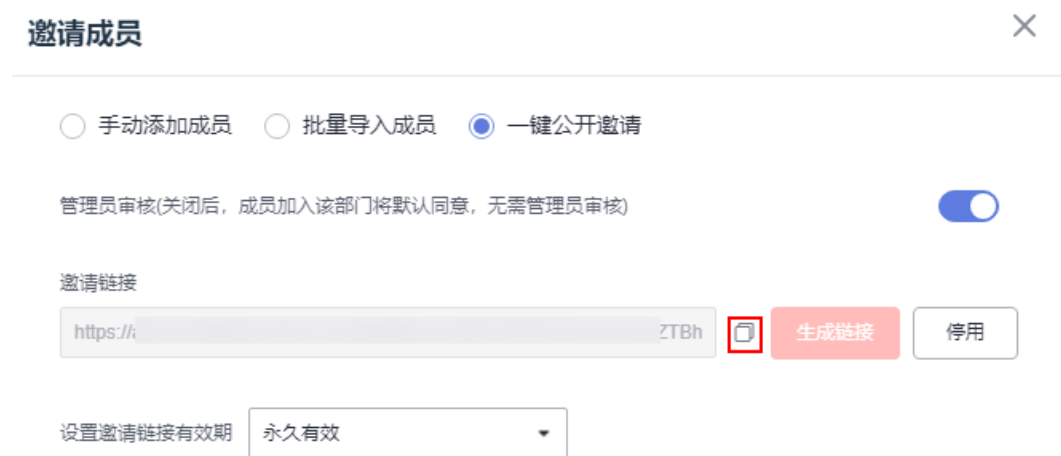 邀请成员
手动添加成员 批量导入成员 一键公开邀请
管理员审核(关闭后，成员加入该部门将默认同意，无需管理员审核)
邀请链接
https://a ZTBh 生成链接 停用
设置邀请链接有效期 永久有效